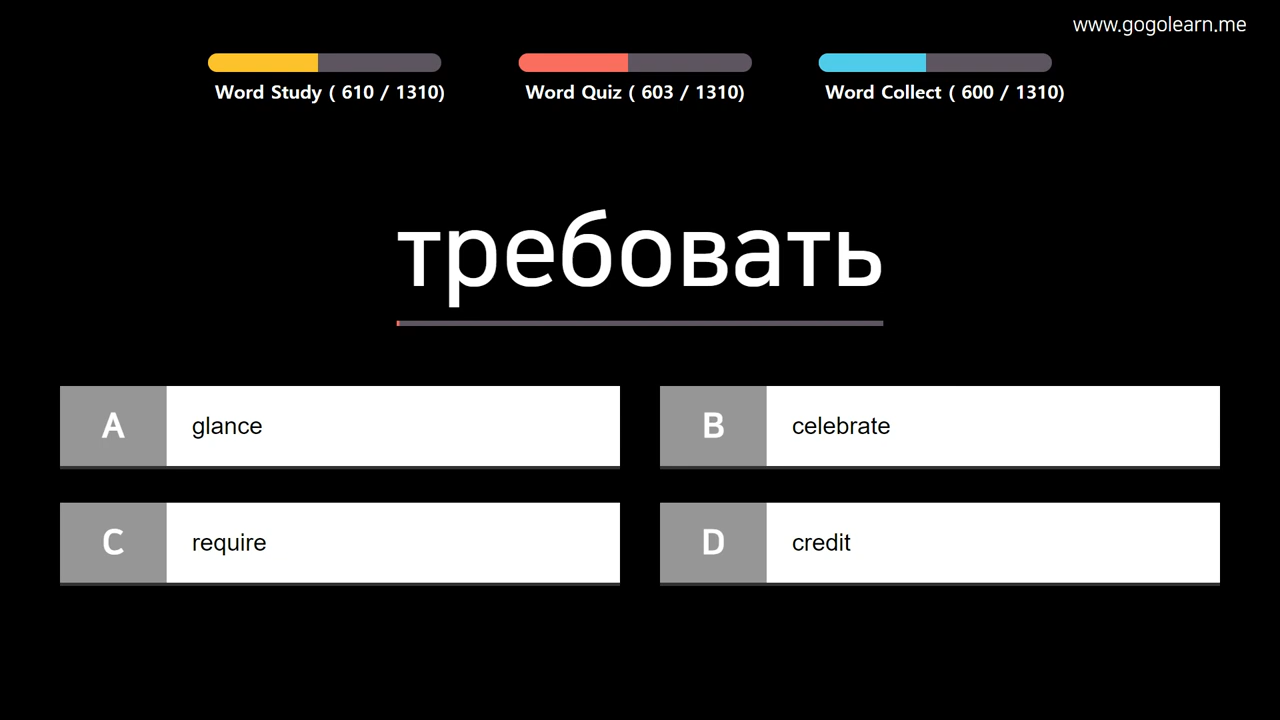 www.gogolearn.me
Word Study ( 610 / 1310)
Word Quiz ( 603 / 1310)
Word Collect ( 600 / 1310)
требовать
A glance
B celebrate
C require
D credit